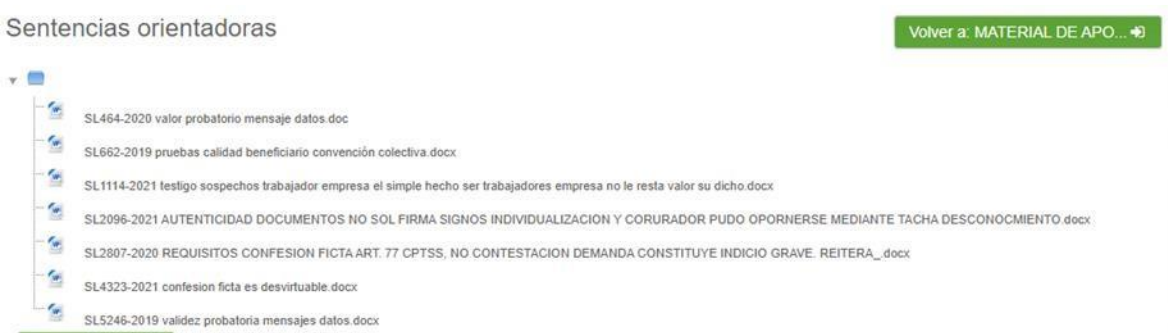 Sentencias orientadoras
Volver a: MATERIAL DE APO...
SL464-2020 valor probatorio mensaje datos.doc
SL662-2019 pruebas calidad beneficiario convención colectiva.docx
SL1114-2021 testigo sospechos trabajador empresa el simple hecho ser trabajadores empresa no le resta valor su dicho.docx
SL2096-2021 AUTENTICIDAD DOCUMENTOS NO SOL FIRMA SIGNOS INDIVIDUALIZACION Y CORURADOR PUDO OPORNERSE MEDIANTE TACHA DESCONOCMIENTO.docx
SL2807-2020 REQUISITOS CONFESION FICTA ART. 77 CPTSS, NO CONTESTACION DEMANDA CONSTITUYE INDICIO GRAVE. REITERA_.docx
SL4323-2021 confesion ficta es desvirtuable.docx
SL5246-2019 validez probatoria mensajes datos.docx